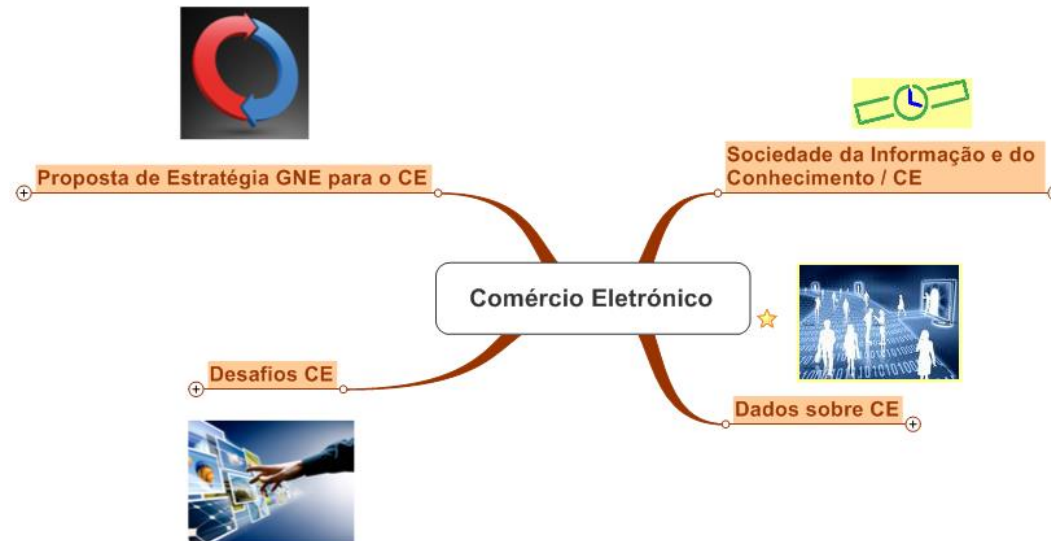 Proposta de Estratégia GNE para o CE
Sociedade da Informação e do
Conhecimento / CE
Comércio Eletrónico
Desafios CE
Dados sobre CE